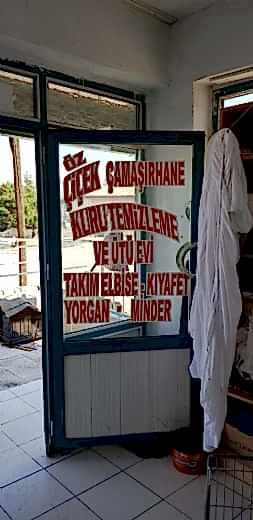 ÖZ
ÇİÇEK ÇAMAŞIRHANE
KURU TEMİZLEME
VE ÜTÜ EVİ
TAKIM ELBİSE - KIYAFET
YORGAN MİNDER